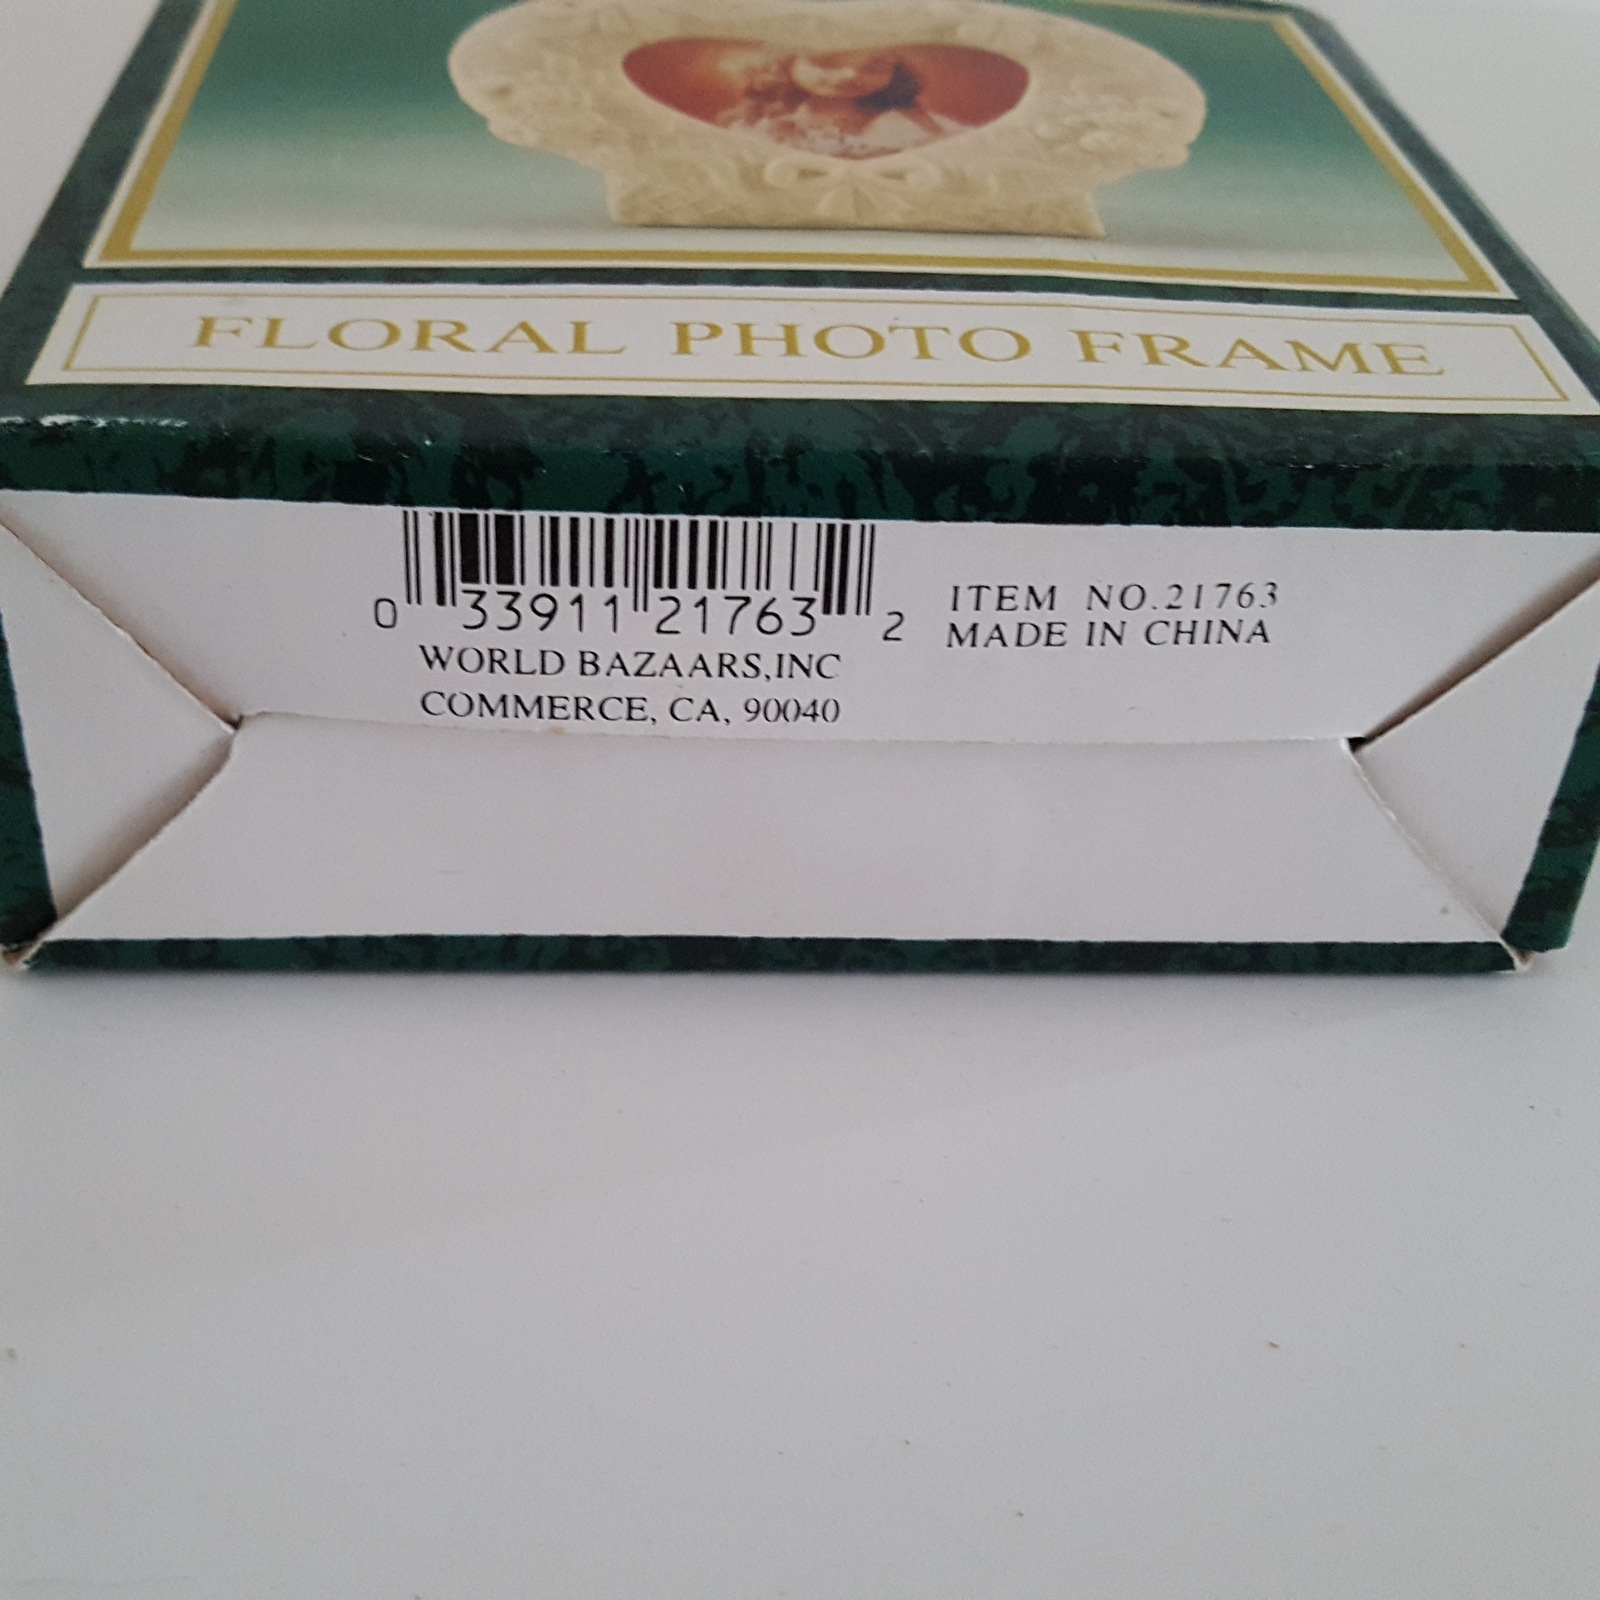 FLORAL PHOTO FRAME
0 33911 21763 2
WORLD BAZAARS,INC
COMMERCE, CA, 90040
ITEM NO.21763
MADE IN CHINA